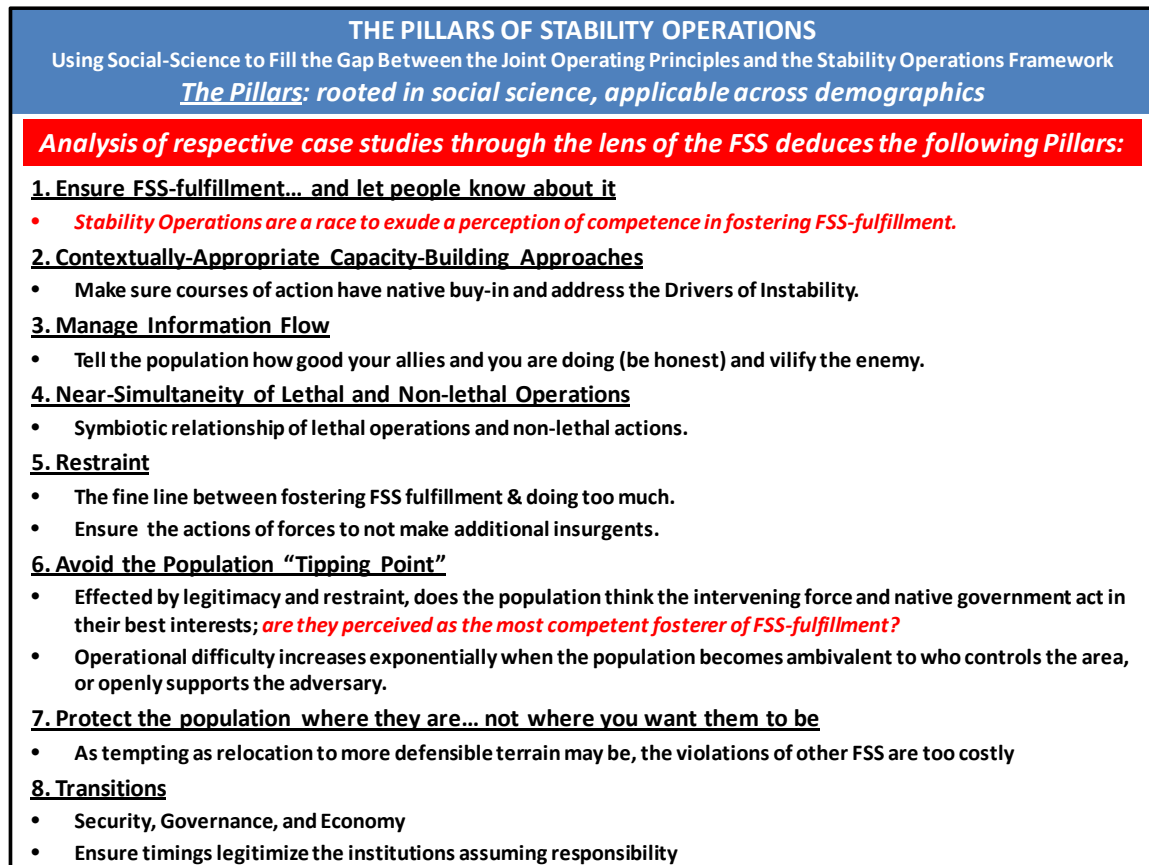 THE PILLARS OF STABILITY OPERATIONS
Using Social-Science to Fill the Gap Between the Joint Operating Principles and the Stability Operations Framework
The Pillars: rooted in social science, applicable across demographics
Analysis of respective case studies through the lens of the FSS deduces the following Pillars:
1. Ensure FSS-fulfillment… and let people know about it
• Stability Operations are a race to exude a perception of competence in fostering FSS-fulfillment.
2. Contextually-Appropriate Capacity-Building Approaches
• Make sure courses of action have native buy-in and address the Drivers of Instability.
3. Manage Information Flow
• Tell the population how good your allies and you are doing (be honest) and vilify the enemy.
4. Near-Simultaneity of Lethal and Non-lethal Operations
• Symbiotic relationship of lethal operations and non-lethal actions.
5. Restraint
• The fine line between fostering FSS fulfillment & doing too much.
• Ensure the actions of forces to not make additional insurgents.
6. Avoid the Population “Tipping Point”
• Effected by legitimacy and restraint, does the population think the intervening force and native government act in
their best interests; are they perceived as the most competent fosterer of FSS-fulfillment?
• Operational difficulty increases exponentially when the population becomes ambivalent to who controls the area,
or openly supports the adversary.
7. Protect the population where they are… not where you want them to be
• As tempting as relocation to more defensible terrain may be, the violations of other FSS are too costly
8. Transitions
• Security, Governance, and Economy
• Ensure timings legitimize the institutions assuming responsibility